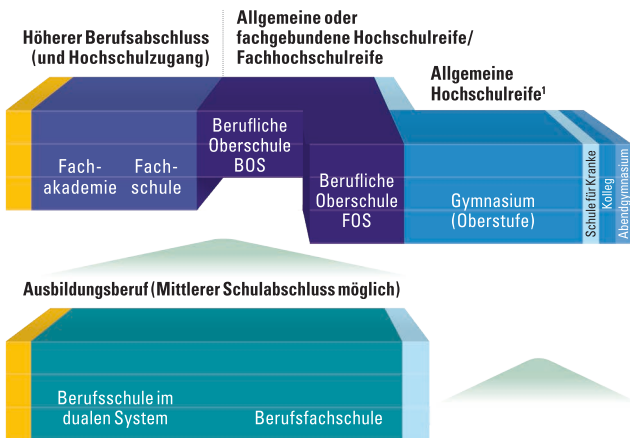 Höherer Berufsabschluss
(und Hochschulzugang)
Allgemeine oder
fachgebundene Hochschulreife/
Fachhochschulreife
Allgemeine
Hochschulreife¹
Fach-
akademie
Fach-
schule
Berufliche
Oberschule
BOS
Berufliche
Oberschule
FOS
Gymnasium
(Oberstufe)
Schule für Kranke
Kolleg
Abendgymnasium
Ausbildungsberuf (Mittlerer Schulabschluss möglich)
Berufsschule im
dualen System
Berufsfachschule